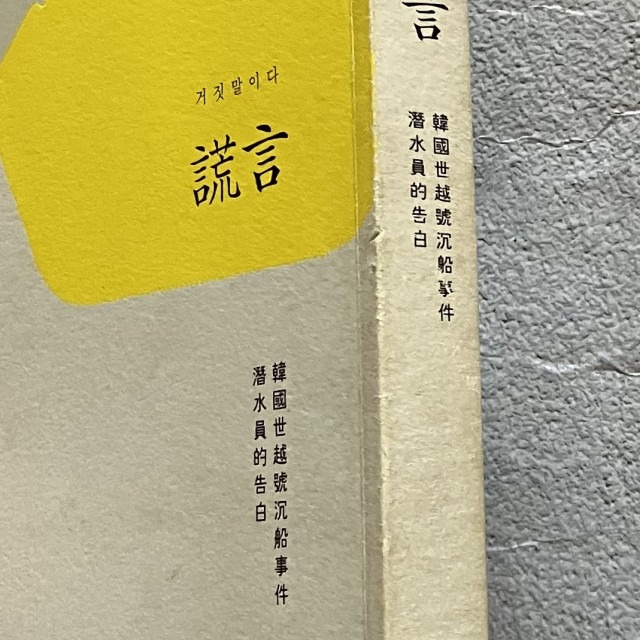 거짓말이다
謊言
韓國世越號沉船事件
潛水員的告白
言
韓國世越號沉船事件
潛水員的告白